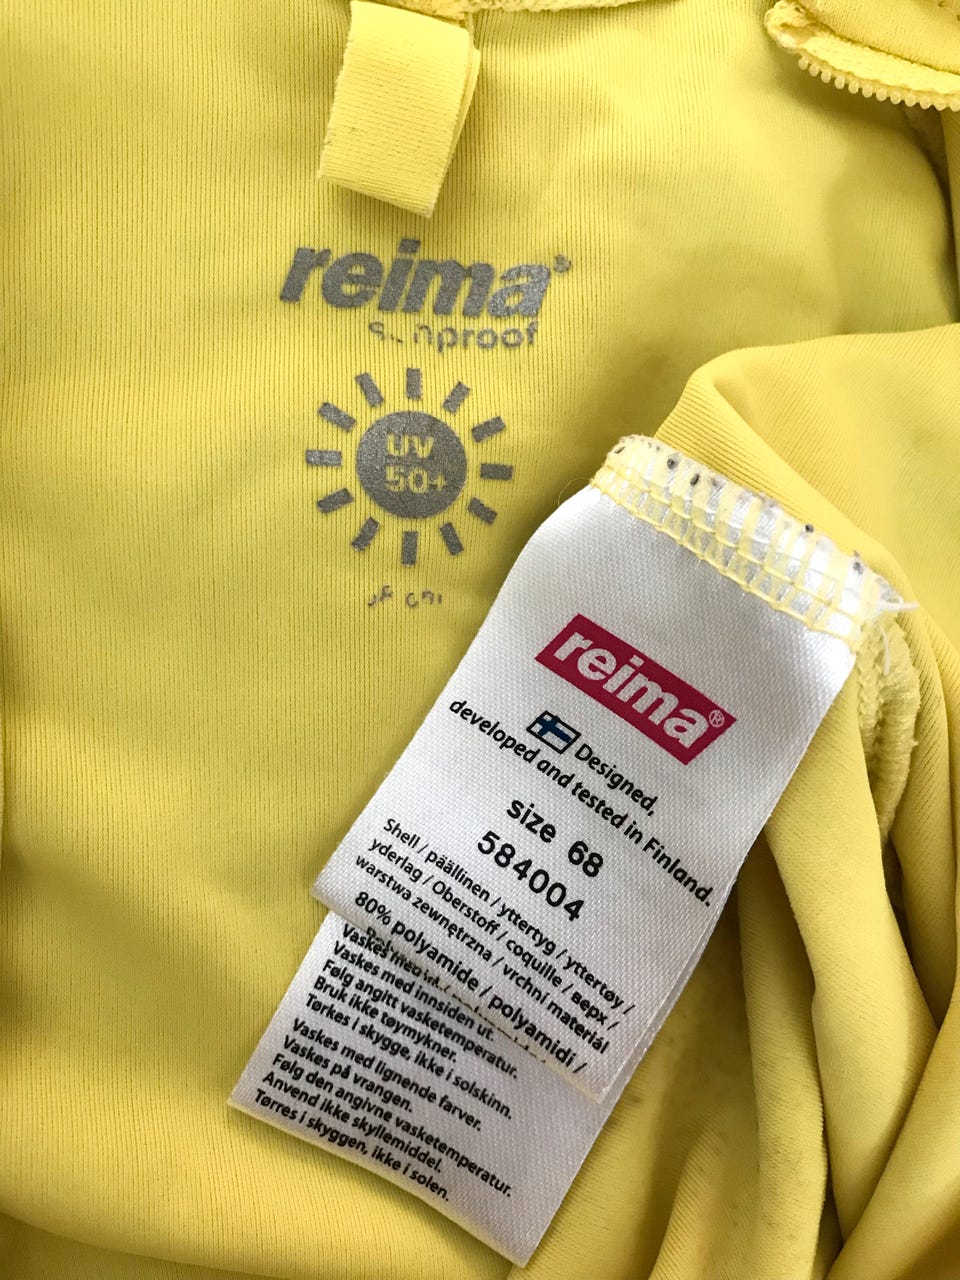 reima®
UV
50+
reima®
Designed,
developed and tested in Finland.
size 68
584004
Shell / päällinen / yttertyg / yttertøy /
yderlag / Oberstoff / coquille / верх /
warstwa zewnętrzna / vrchni materiál
80% polyamide / polyamidi /
Vaskes med
Vaskes med innsiden ut.
Følg angitt vasketemperatur.
Bruk ikke tøymykner.
Tørkes i skygge, ikke i solskinn.
Vaskes med lignende farver.
Vaskes på vrangen.
Følg den angivne vasketemperatur.
Anvend ikke skyllemiddel.
Tørres i skyggen, ikke i solen.